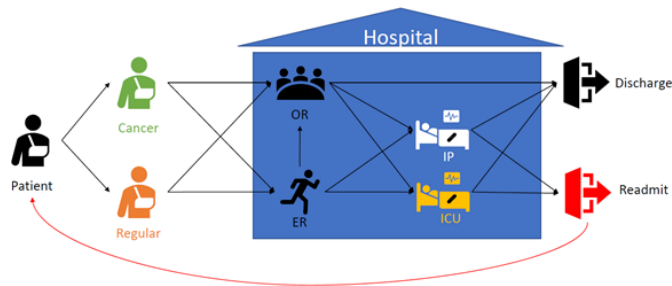 Hospital
Cancer
OR
Discharge
IP
Patient
Regular
ER
ICU
Readmit